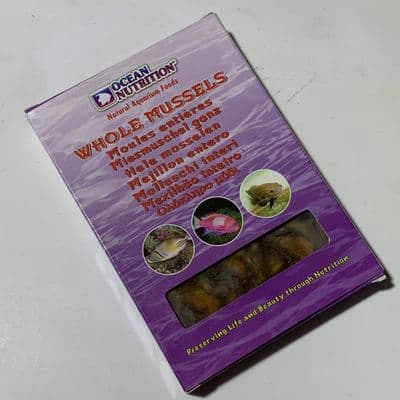 OCEAN
NUTRITION
Natural Aquarium Foods
WHOLE MUSSELS
Moules entières
Miesmuschel ganz
Hele mosselen
Mejillon entero
Molluschi interi
Mexilhão inteiro
Preserving Life and Beauty through Nutrition